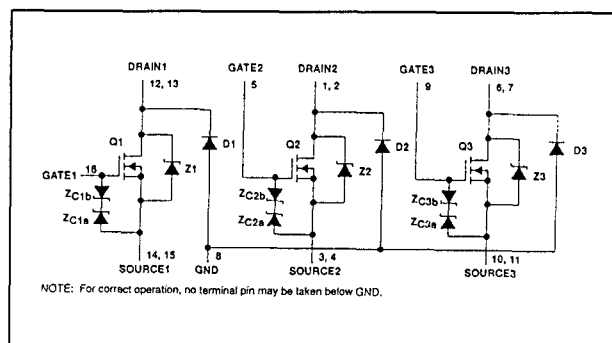 DRAIN1 GATE2 DRAIN2 GATE3 DRAIN3
12, 13 5 1, 2 9 6, 7
Q1 D1 Q2 D2 Q3 D3
Z1 Z2 Z3
GATE1 16
ZC1b ZC2b ZC3b
ZC1a ZC2a ZC3a
14, 15 8 3, 4 10, 11
SOURCE1 GND SOURCE2 SOURCE3
NOTE: For correct operation, no terminal pin may be taken below GND.